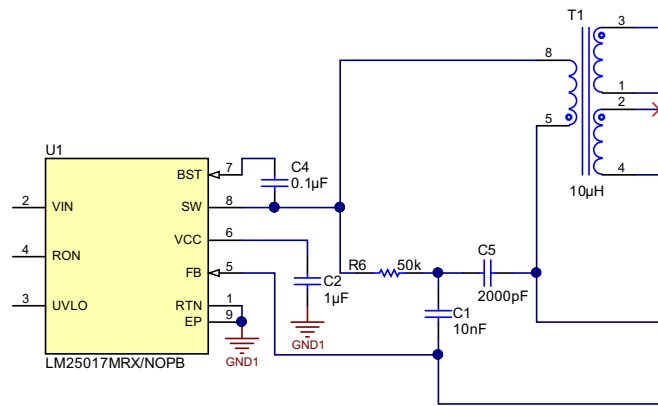 T1
3
8
1
2
5
4
10µH
U1
7
BST
C4
0.1µF
2
VIN
SW
8
VCC
6
R6
50k
C5
2000pF
4
RON
FB
5
C2
1µF
C1
10nF
3
UVLO
RTN
1
EP
9
GND1
GND1
LM25017MRX/NOPB